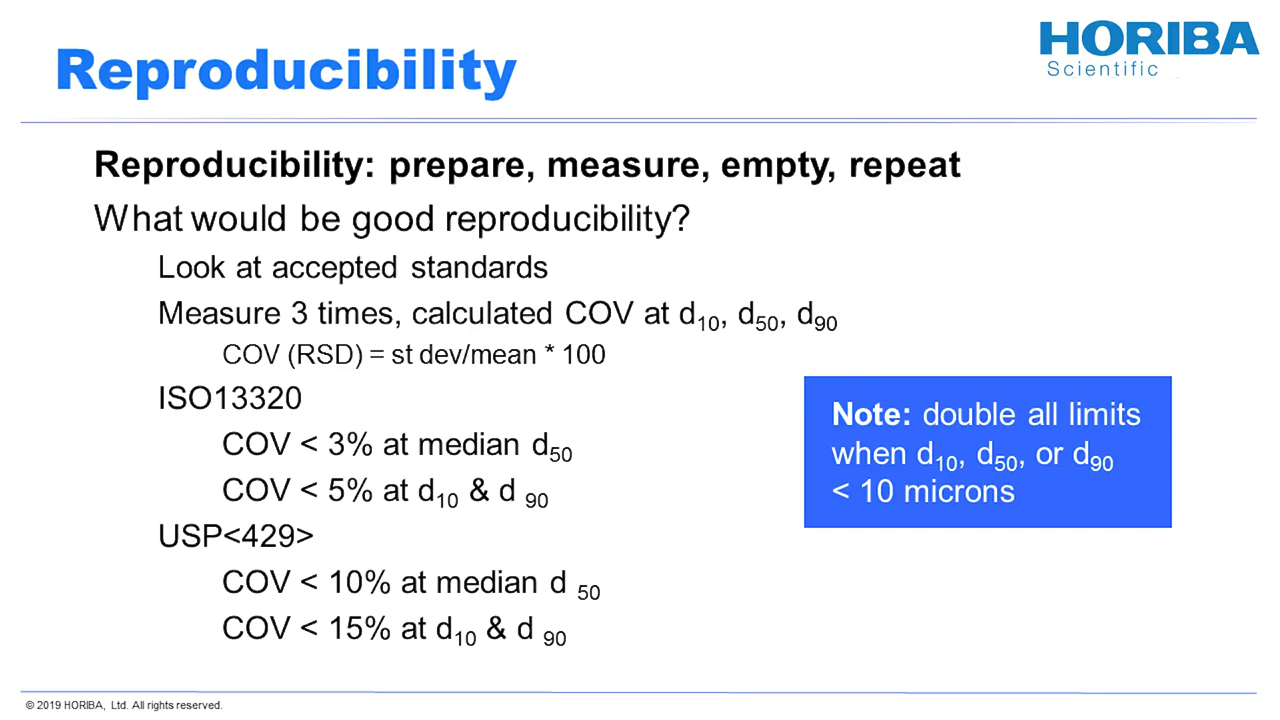 Reproducibility
HORIBA
Scientific
Reproducibility: prepare, measure, empty, repeat
What would be good reproducibility?
Look at accepted standards
Measure 3 times, calculated COV at d10, d50, d90
COV (RSD) = st dev/mean * 100
ISO13320
COV < 3% at median d50
COV < 5% at d10 & d 90
USP<429>
COV < 10% at median d 50
COV < 15% at d10 & d 90
Note: double all limits
when d10, d50, or d90
< 10 microns
© 2019 HORIBA, Ltd. All rights reserved.